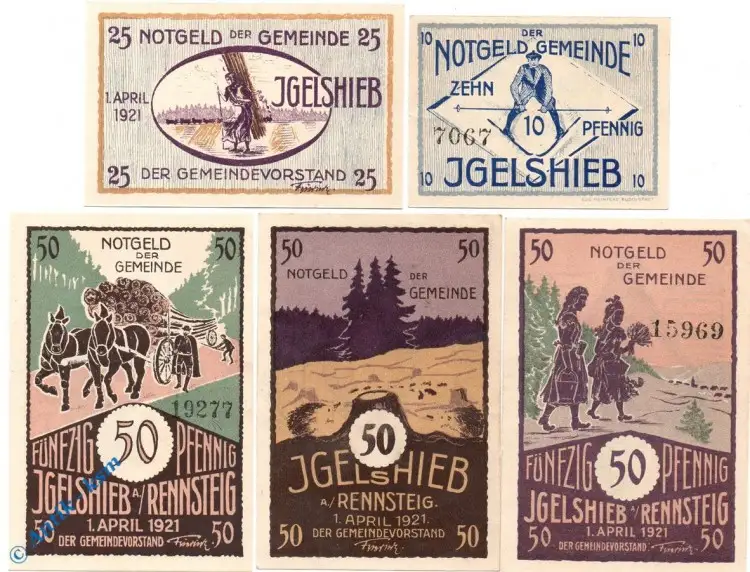 25 NOTGELD DER GEMEINDE 25
1. APRIL
1921
JGELSHIEB
25 DER GEMEINDEVORSTAND 25
10 DER 10
NOTGELD GEMEINDE
ZEHN
7067 10 PFENNIG
10 JGELSHIEB 10
50 50
NOTGELD
DER
GEMEINDE
19277
FÜNFZIG 50 PFENNIG
JGELSHIEB A/RENNSTEIG
1. APRIL 1921
50 DER GEMEINDEVORSTAND 50
50 50
NOTGELD DER
GEMEINDE
50
JGELSHIEB
A/RENNSTEIG.
1. APRIL 1921.
50 DER GEMEINDEVORSTAND 50
50 50
NOTGELD
DER
GEMEINDE
15969
FÜNFZIG 50 PFENNIG
JGELSHIEB A/RENNSTEIG
1. APRIL 1921
50 DER GEMEINDEVORSTAND 50